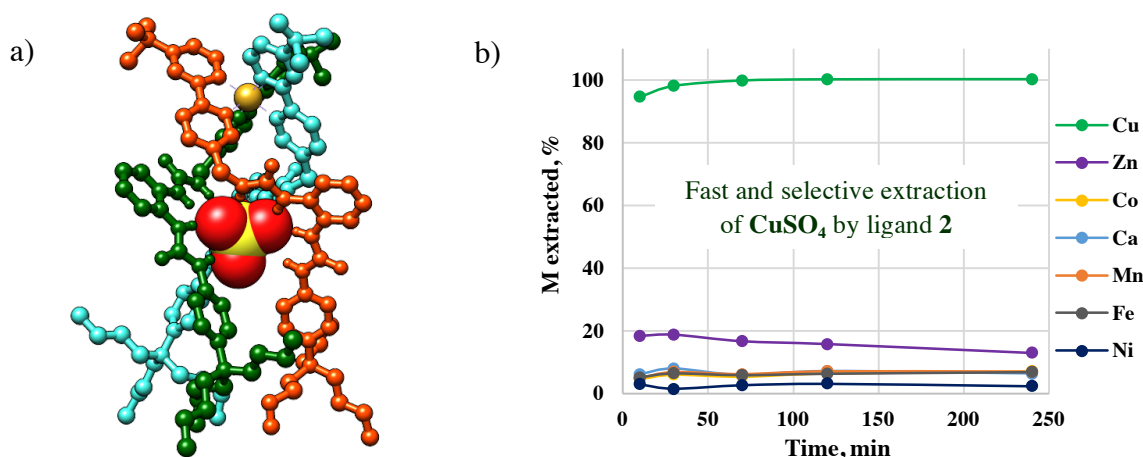 a)
b)
M extracted, %
100
80
60
40
20
0
Fast and selective extraction
of CuSO₄ by ligand 2
0
50
100
150
200
250
Time, min
Cu
Zn
Co
Ca
Mn
Fe
Ni